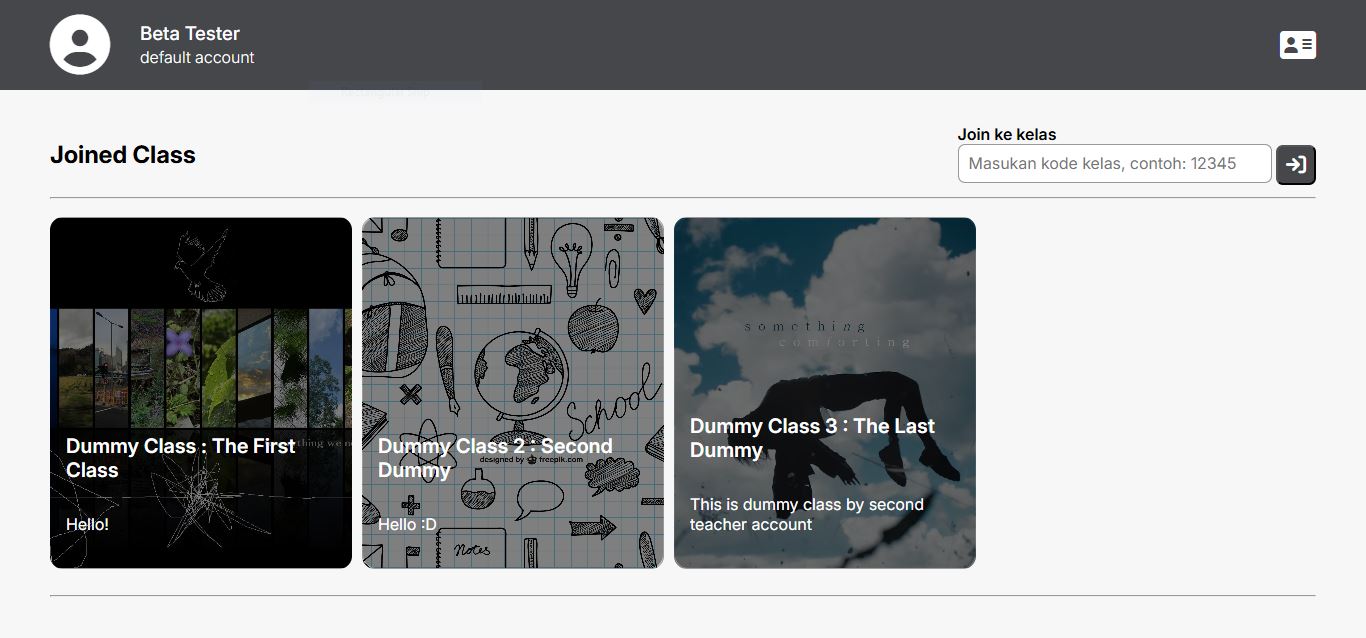 Beta Tester
default account
Joined Class
Join ke kelas
Masukan kode kelas, contoh: 12345
Dummy Class : The First
Class
Hello!
thing we
School
designed by freepik.com
Dummy Class 2 : Second
Dummy
Hello :D
Notes
something
comforting
Dummy Class 3 : The Last
Dummy
This is dummy class by second
teacher account